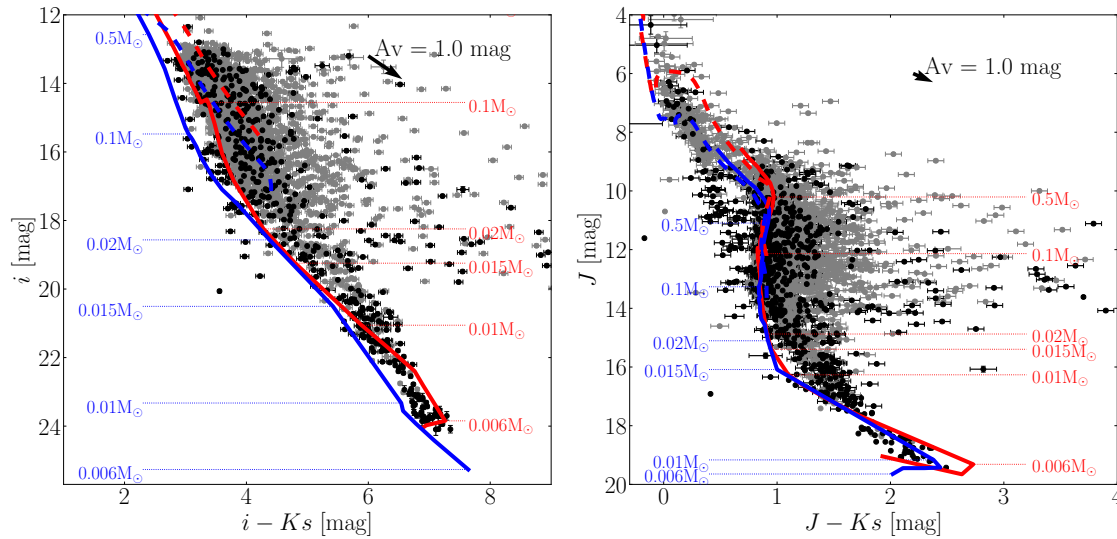 12
14
16
18
20
22
24
2
4
6
8
i [mag]
i − Ks [mag]
Av = 1.0 mag
0.5M⊙
0.1M⊙
0.02M⊙
0.015M⊙
0.01M⊙
0.006M⊙
0.1M⊙
0.02M⊙
0.015M⊙
0.01M⊙
0.006M⊙
4
6
8
10
12
14
16
18
20
0
1
2
3
4
J [mag]
J − Ks [mag]
Av = 1.0 mag
0.5M⊙
0.1M⊙
0.02M⊙
0.015M⊙
0.01M⊙
0.006M⊙
0.5M⊙
0.1M⊙
0.02M⊙
0.015M⊙
0.01M⊙
0.006M⊙